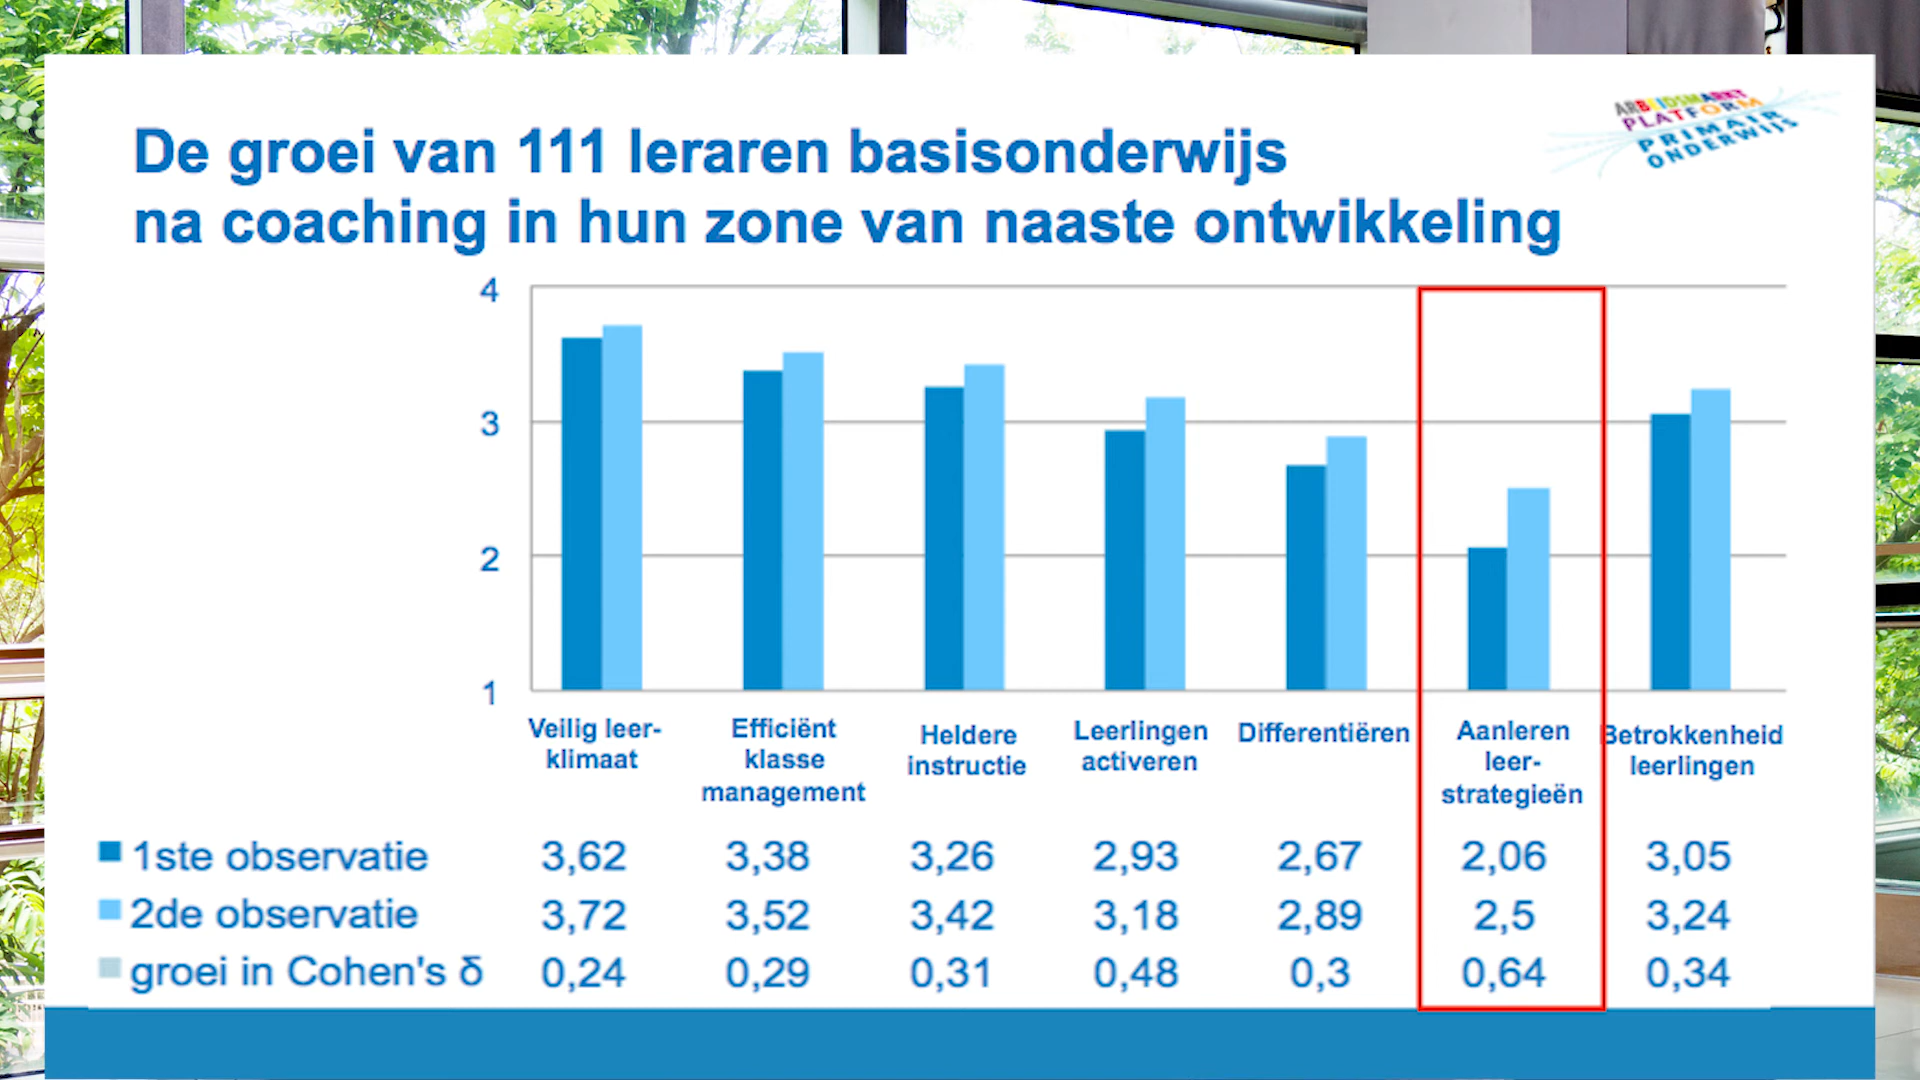 ARBEIDSMARKT
PLATFORM
PRIMAIR
ONDERWIJS
De groei van 111 leraren basisonderwijs
na coaching in hun zone van naaste ontwikkeling
4
3
2
1
Veilig leer-
klimaat
Efficiënt
klasse
management
Heldere
instructie
Leerlingen
activeren
Differentiëren
Aanleren
leer-
strategieën
Betrokkenheid
leerlingen
1ste observatie 3,62 3,38 3,26 2,93 2,67 2,06 3,05
2de observatie 3,72 3,52 3,42 3,18 2,89 2,5 3,24
groei in Cohen's δ 0,24 0,29 0,31 0,48 0,3 0,64 0,34